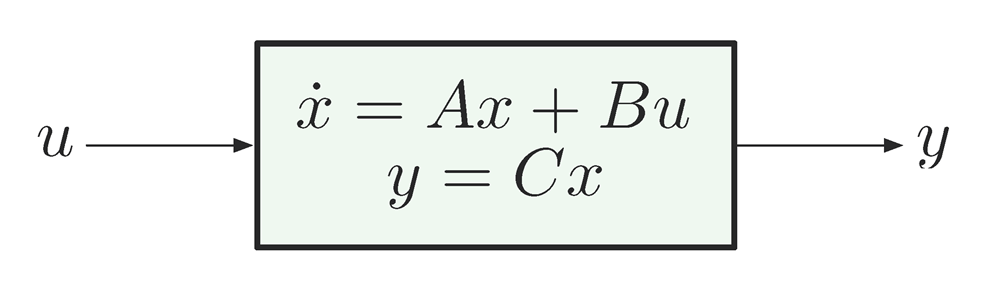 u
ẋ = Ax + Bu
y = Cx
y